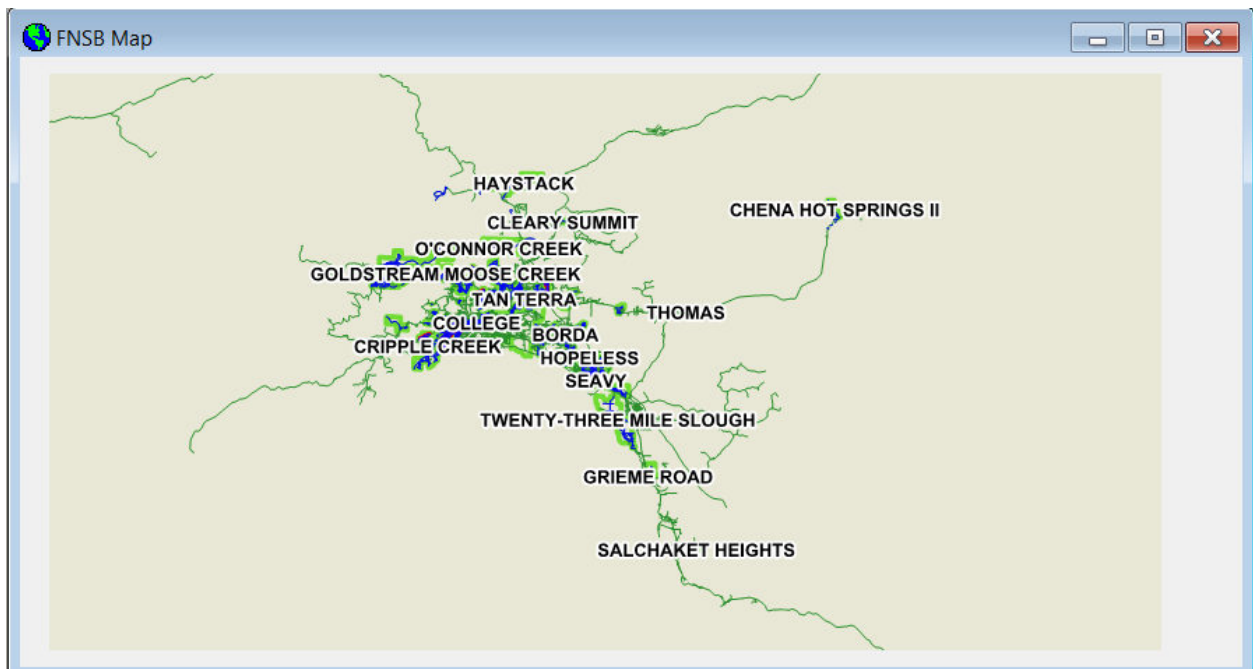 FNSB Map
HAYSTACK
CHENA HOT SPRINGS II
CLEARY SUMMIT
O'CONNOR CREEK
GOLDSTREAM MOOSE CREEK
TAN TERRA
THOMAS
COLLEGE
BORDA
CRIPPLE CREEK
HOPELESS
SEAVY
TWENTY-THREE MILE SLOUGH
GRIEME ROAD
SALCHAKET HEIGHTS